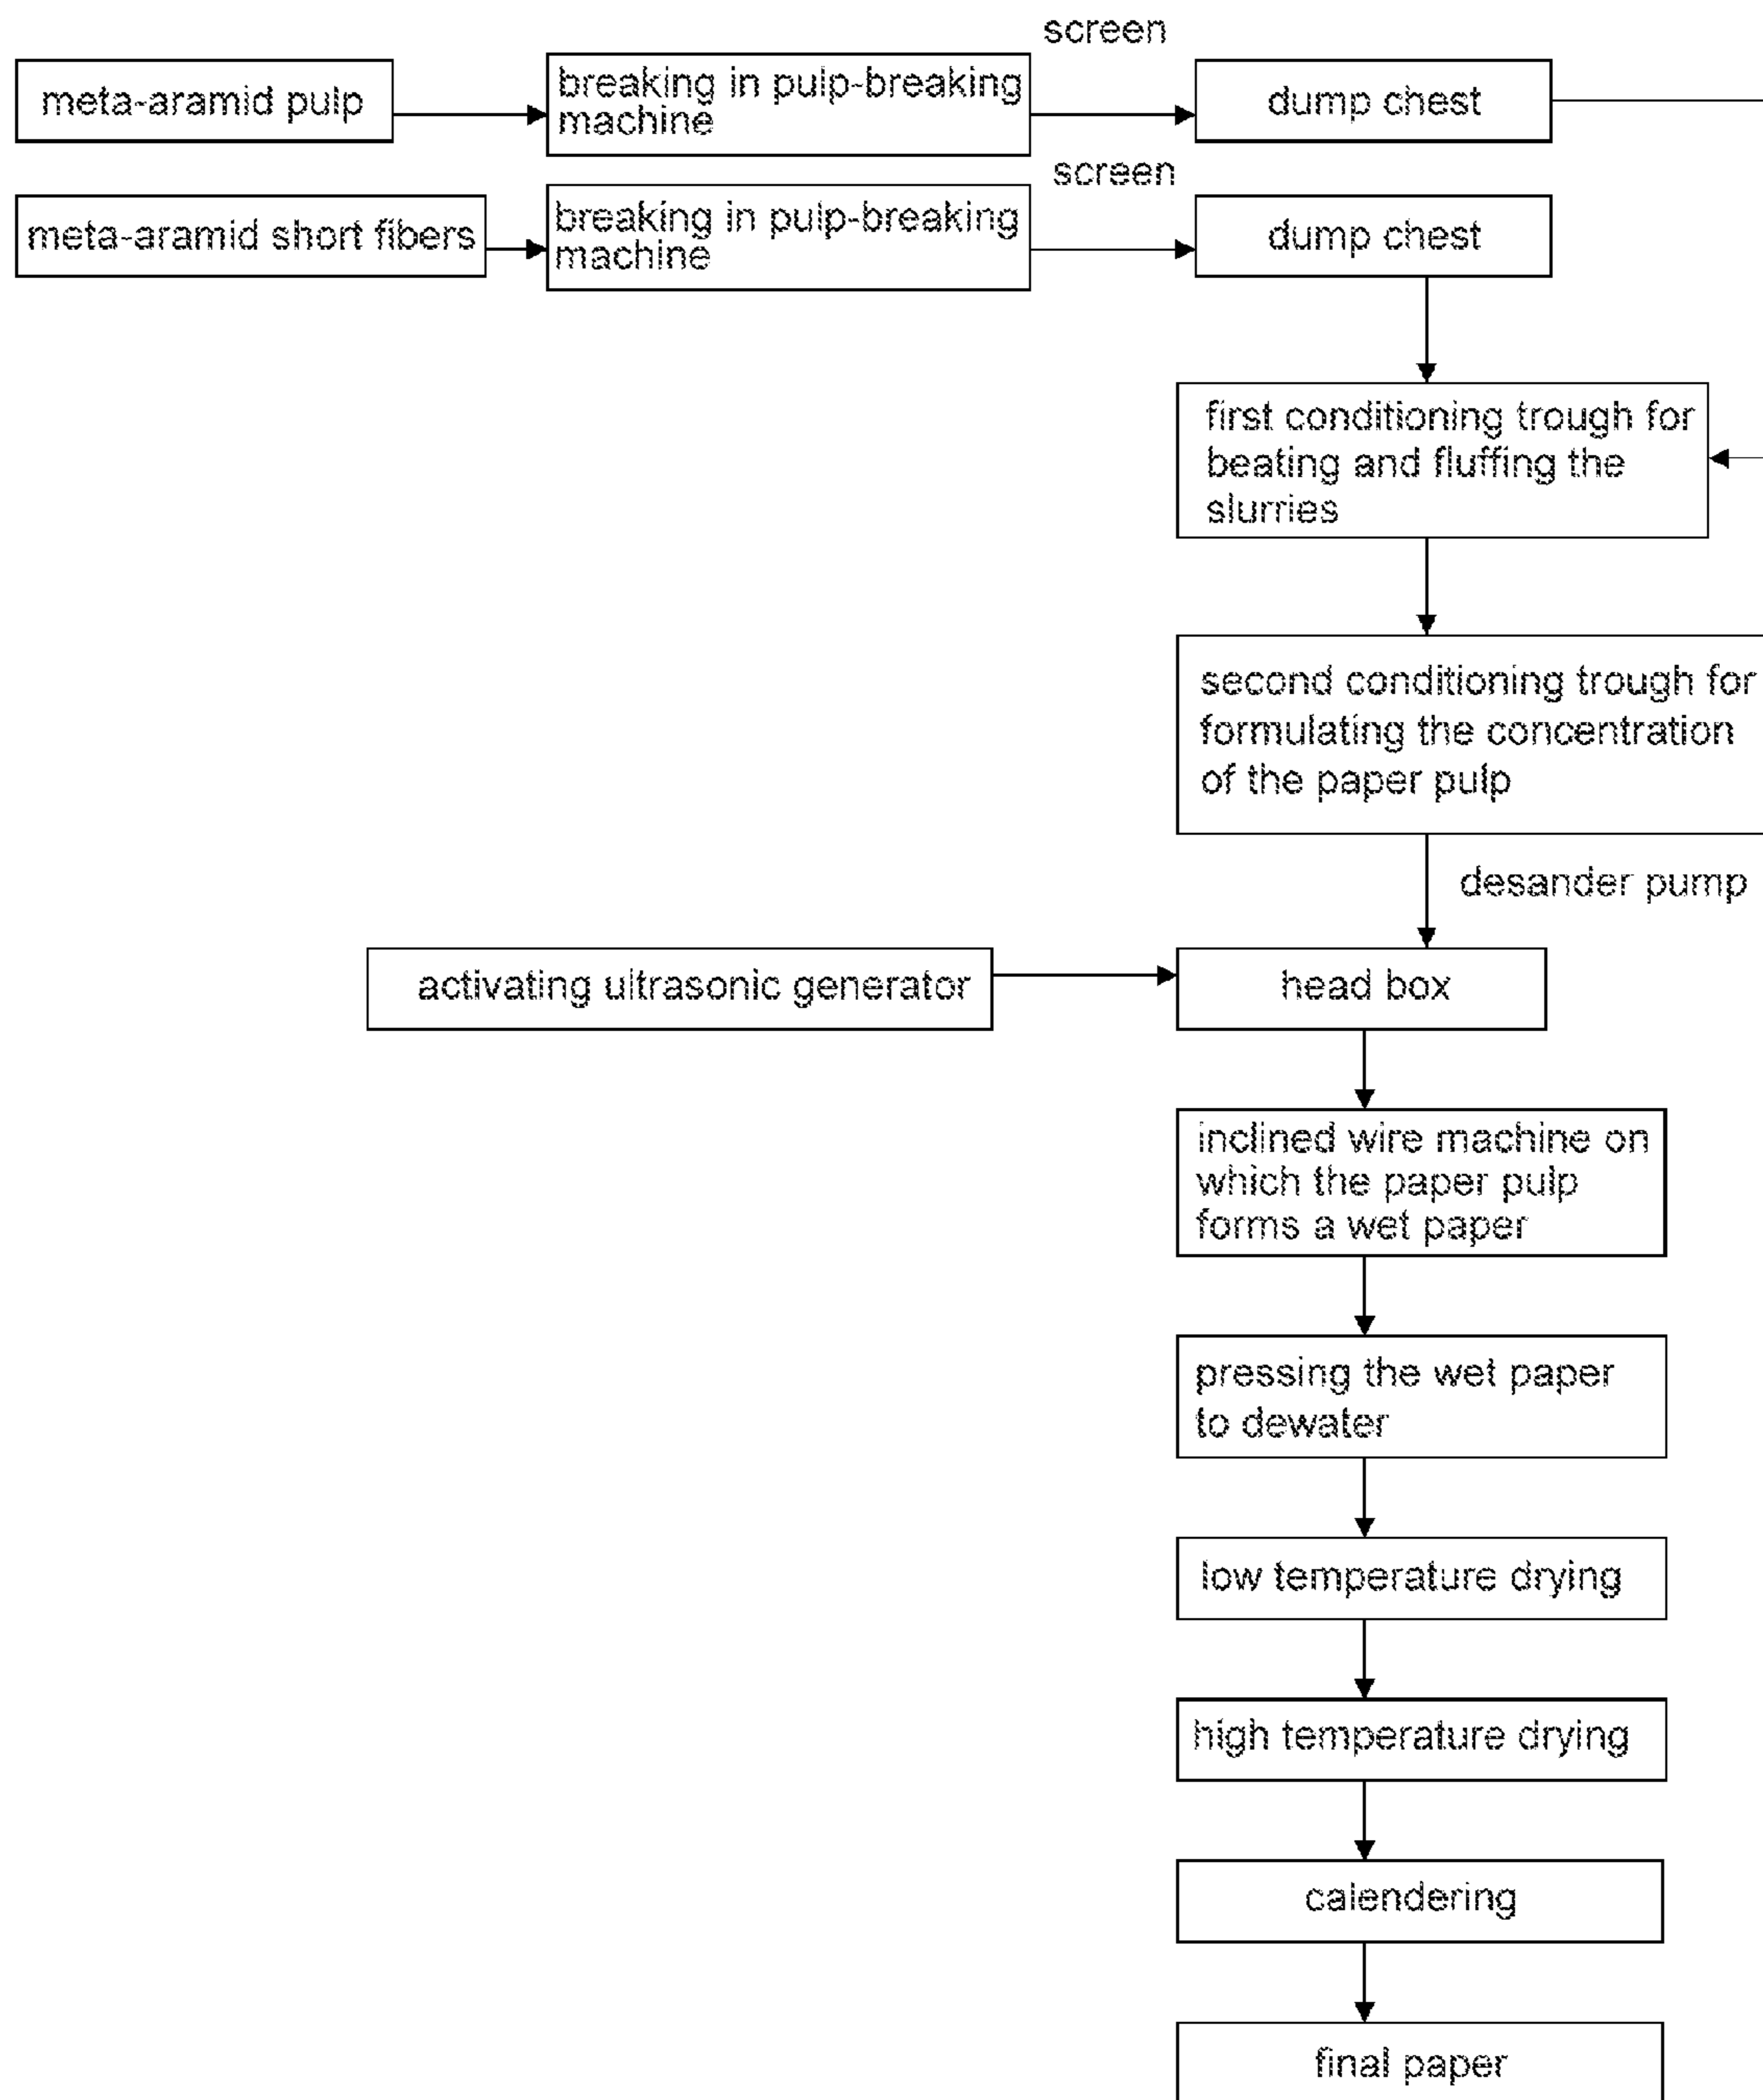 screen
meta-aramid pulp
breaking in pulp-breaking
machine
dump chest
screen
meta-aramid short fibers
breaking in pulp-breaking
machine
dump chest
first conditioning trough for
beating and fluffing the
slurries
second conditioning trough for
formulating the concentration
of the paper pulp
desander pump
activating ultrasonic generator
head box
inclined wire machine on
which the paper pulp
forms a wet paper
pressing the wet paper
to dewater
low temperature drying
high temperature drying
calendering
final paper